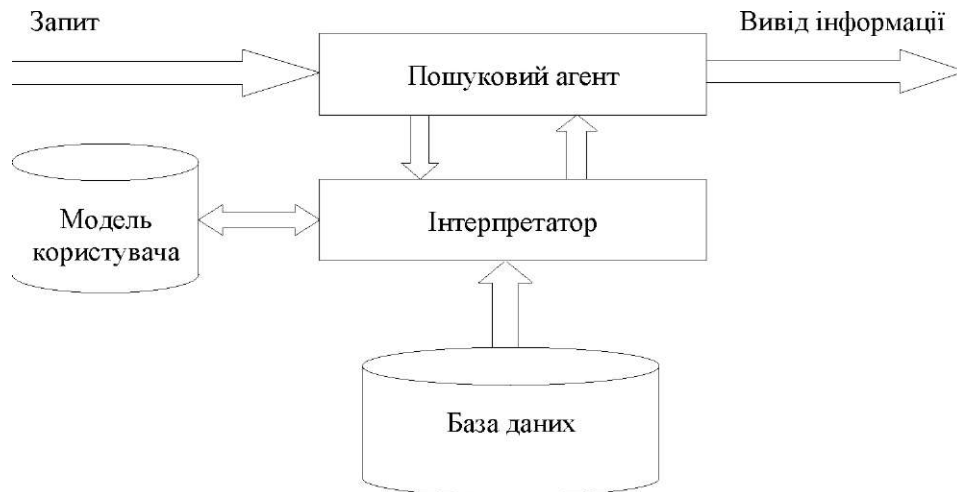 Запит
Вивід інформації
Пошуковий агент
Модель
користувача
Інтерпретатор
База даних